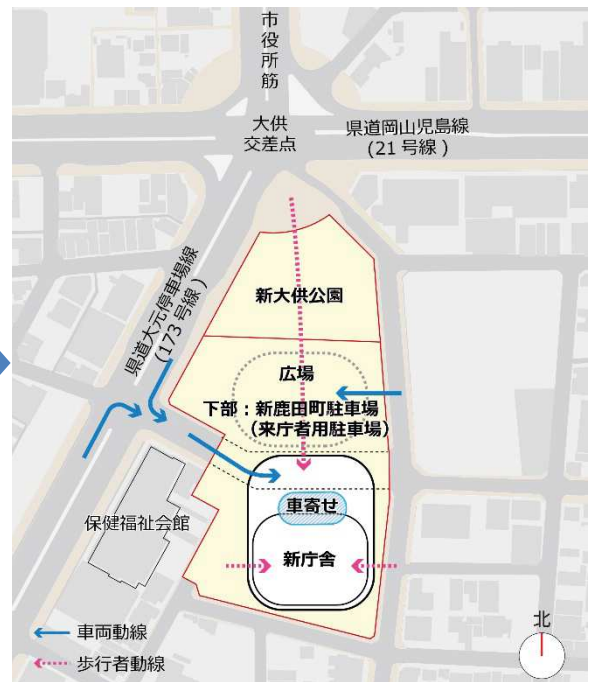 市役所筋
大供
交差点
県道岡山児島線
(21号線)
県道大元停車場線
(173号線)
新大供公園
広場
下部：新鹿田町駐車場
(来庁者用駐車場)
車寄せ
保健福祉会館
新庁舎
車両動線
歩行者動線
北